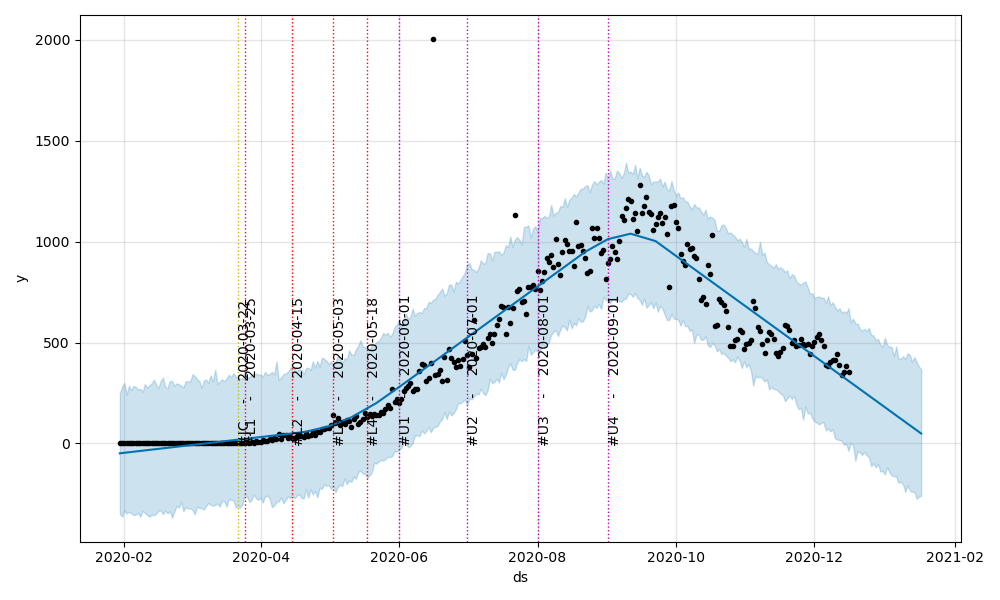 2000
1500
1000
500
0
y
#JC - 2020-03-22
#L1 - 2020-03-25
#L2 - 2020-04-15
#L3 - 2020-05-03
#L4 - 2020-05-18
#U1 - 2020-06-01
#U2 - 2020-07-01
#U3 - 2020-08-01
#U4 - 2020-09-01
2020-02 2020-04 2020-06 2020-08 2020-10 2020-12 2021-02
ds